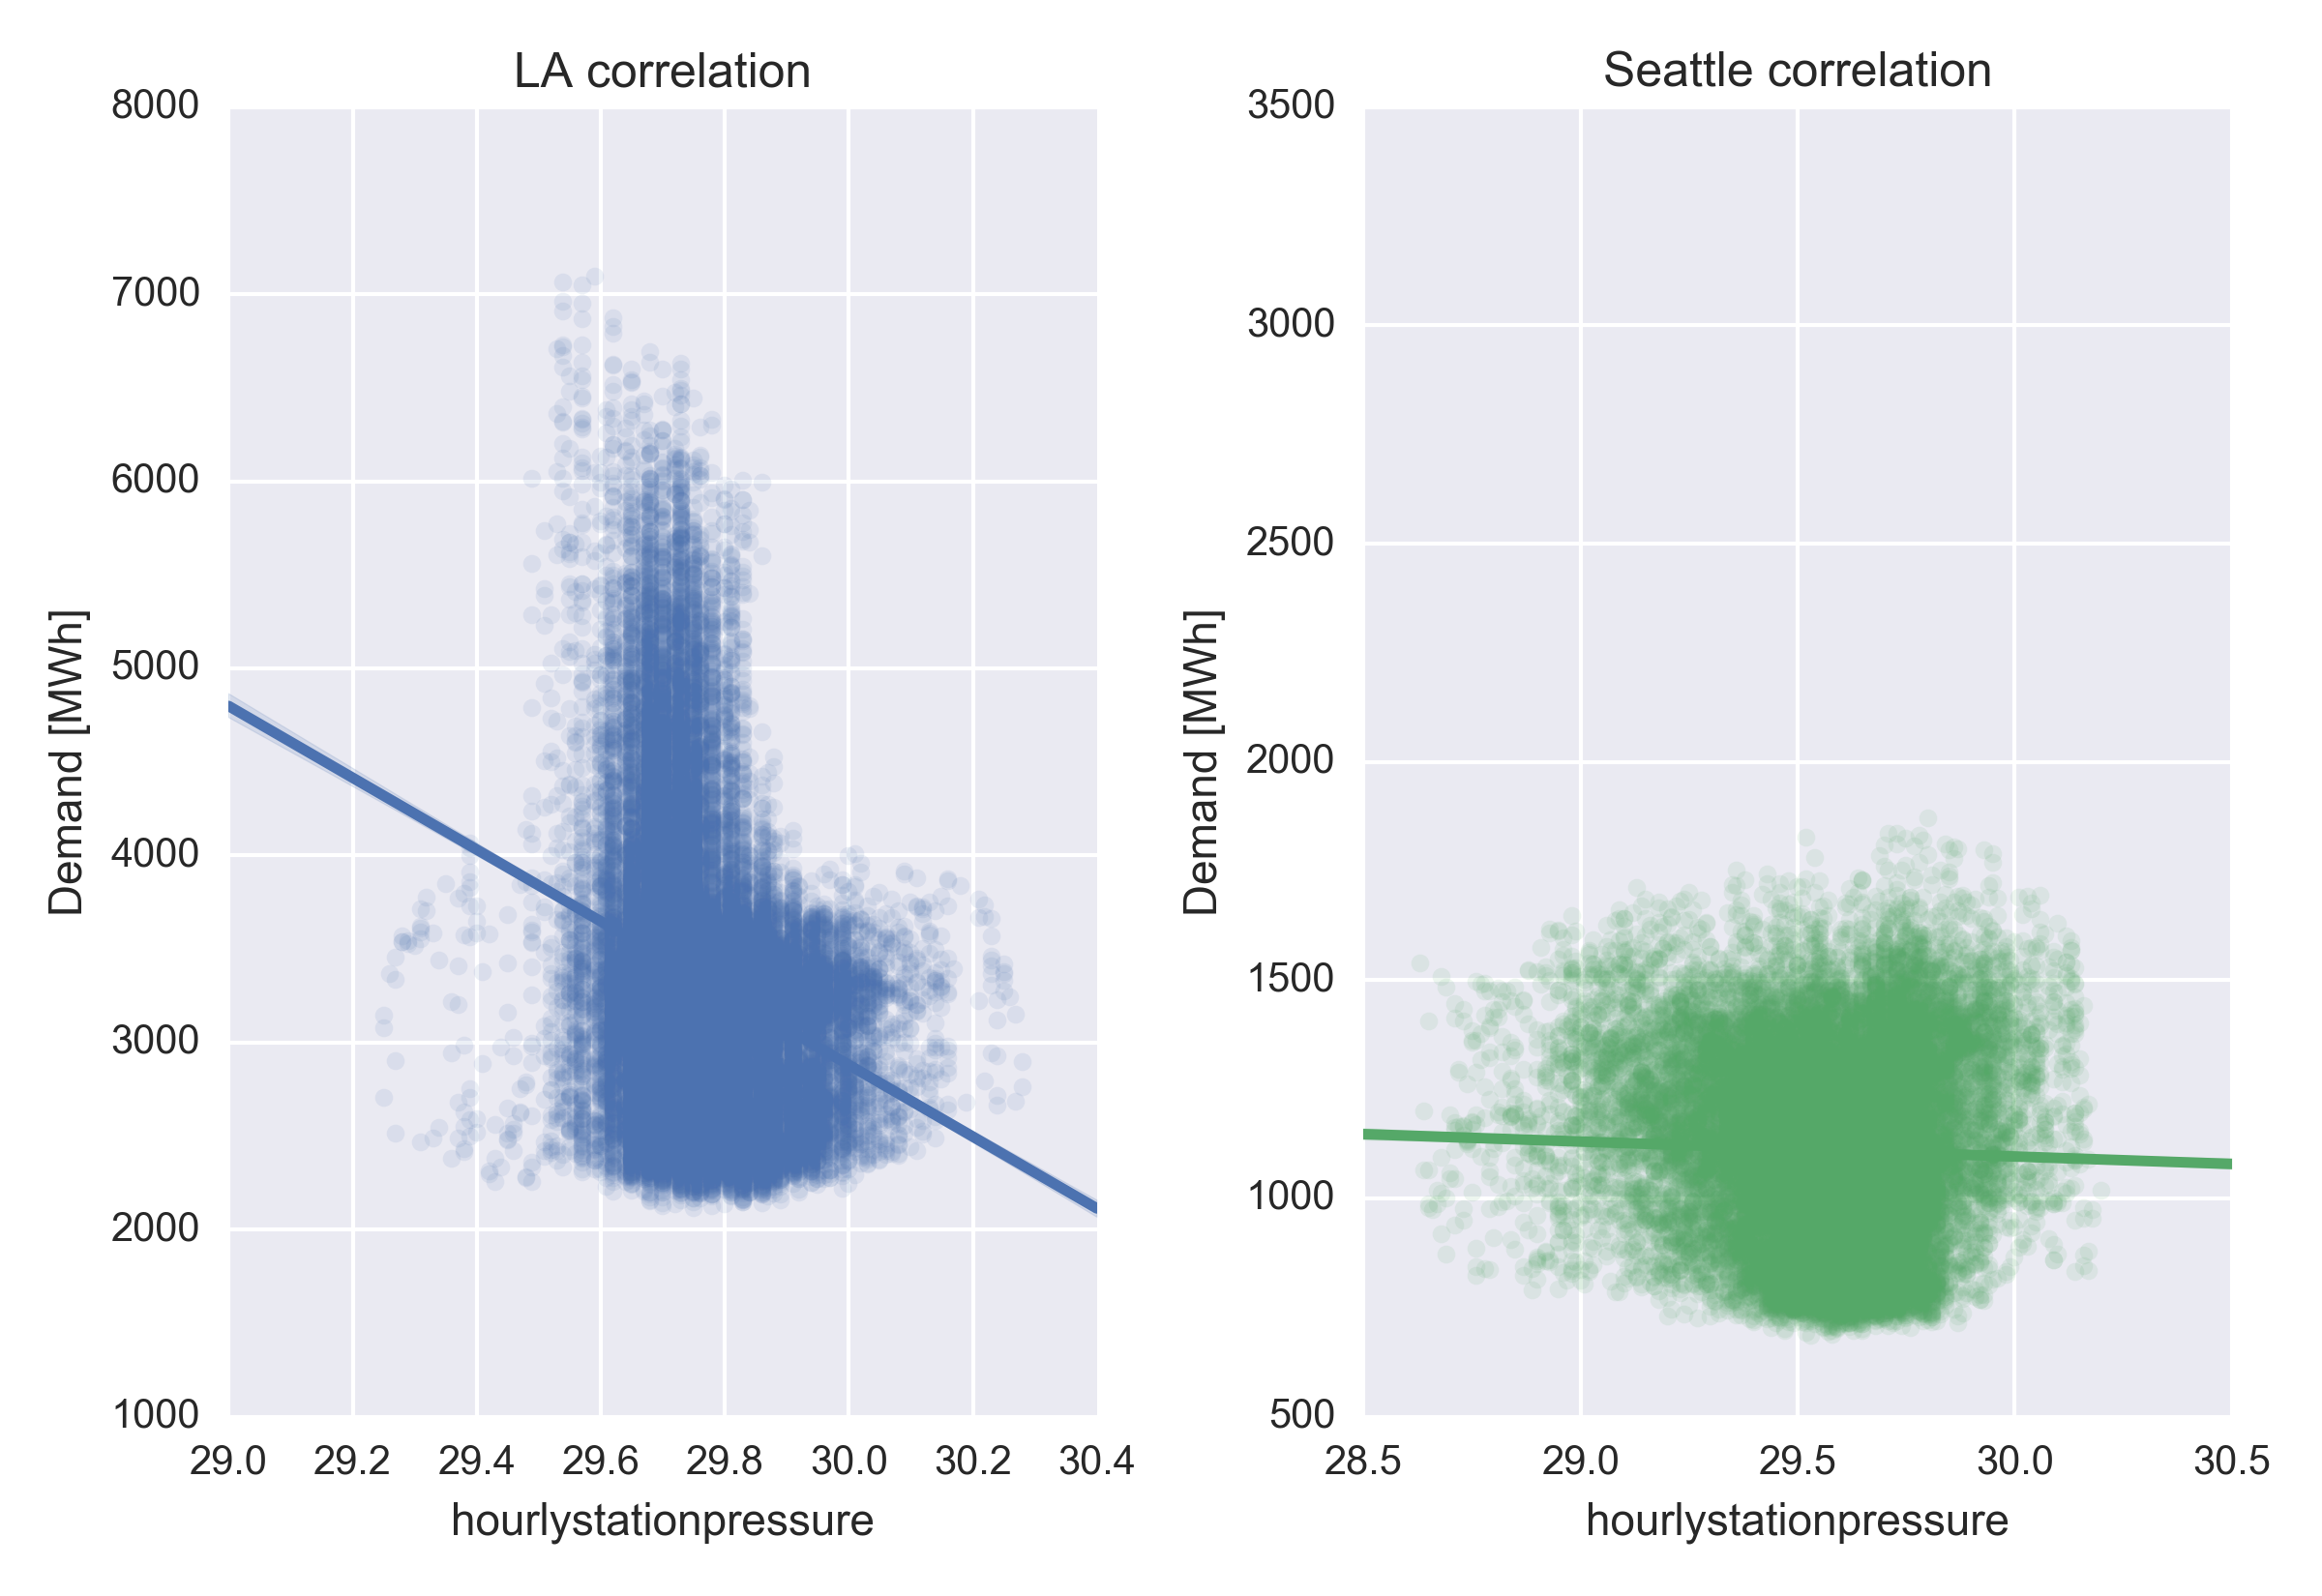 LA correlation
8000
7000
6000
5000
4000
3000
2000
1000
Demand [MWh]
29.0 29.2 29.4 29.6 29.8 30.0 30.2 30.4
hourlystationpressure
Seattle correlation
3500
3000
2500
2000
1500
1000
500
Demand [MWh]
28.5 29.0 29.5 30.0 30.5
hourlystationpressure